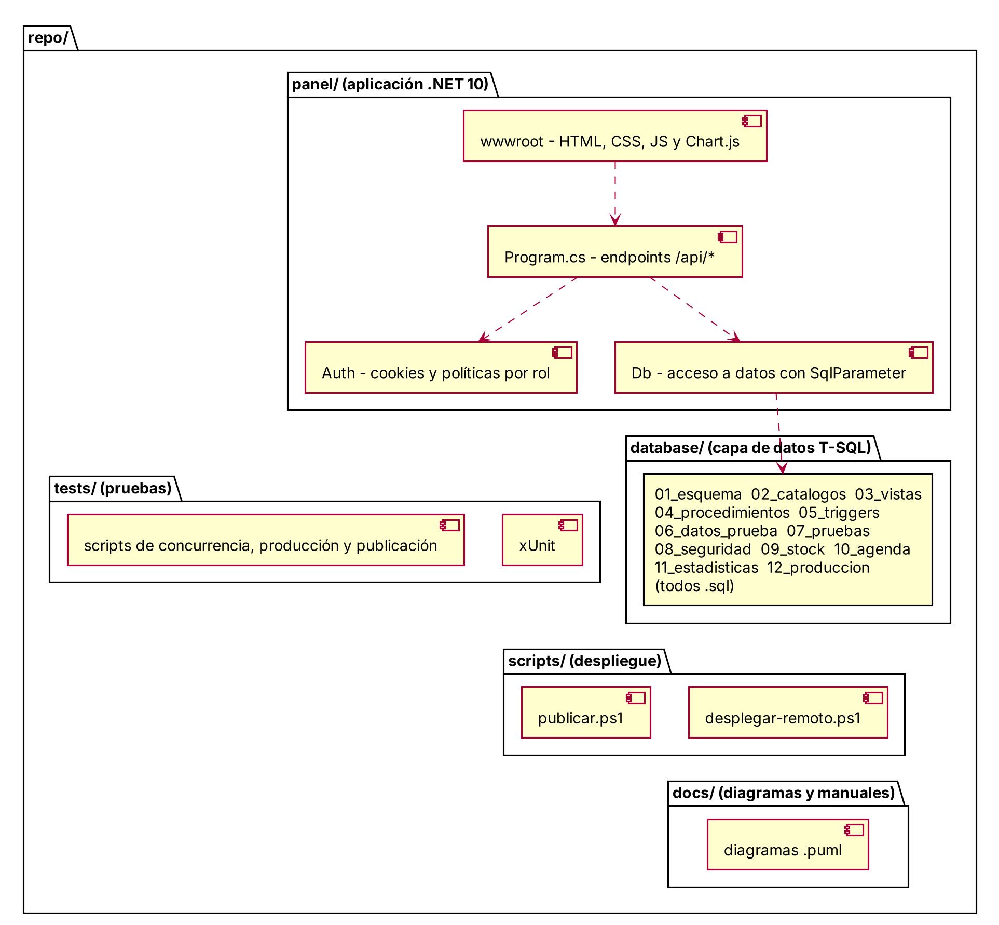 repo/
panel/ (aplicación .NET 10)
wwwroot - HTML, CSS, JS y Chart.js
Program.cs - endpoints /api/*
Auth - cookies y políticas por rol
Db - acceso a datos con SqlParameter
database/ (capa de datos T-SQL)
01_esquema  02_catalogos  03_vistas
04_procedimientos  05_triggers
06_datos_prueba  07_pruebas
08_seguridad  09_stock  10_agenda
11_estadisticas  12_produccion
(todos .sql)
tests/ (pruebas)
scripts de concurrencia, producción y publicación
xUnit
scripts/ (despliegue)
publicar.ps1
desplegar-remoto.ps1
docs/ (diagramas y manuales)
diagramas .puml